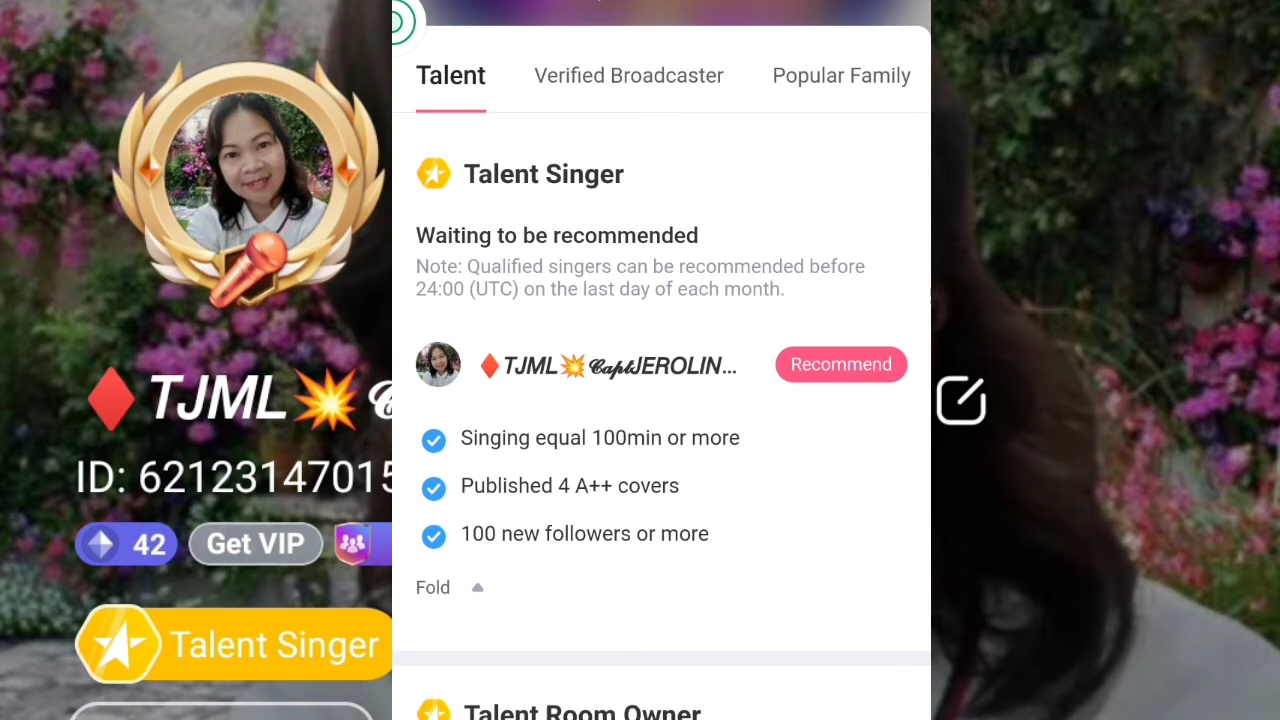 ♦️TJML💥𝓒
ID: 62123147015
42
Get VIP
Talent Singer
Talent
Verified Broadcaster
Popular Family
Talent Singer
Waiting to be recommended
Note: Qualified singers can be recommended before
24:00 (UTC) on the last day of each month.
♦️TJML💥𝓒𝓪𝓹𝓽JEROLIN...
Recommend
Singing equal 100min or more
Published 4 A++ covers
100 new followers or more
Fold
Talent Room Owner